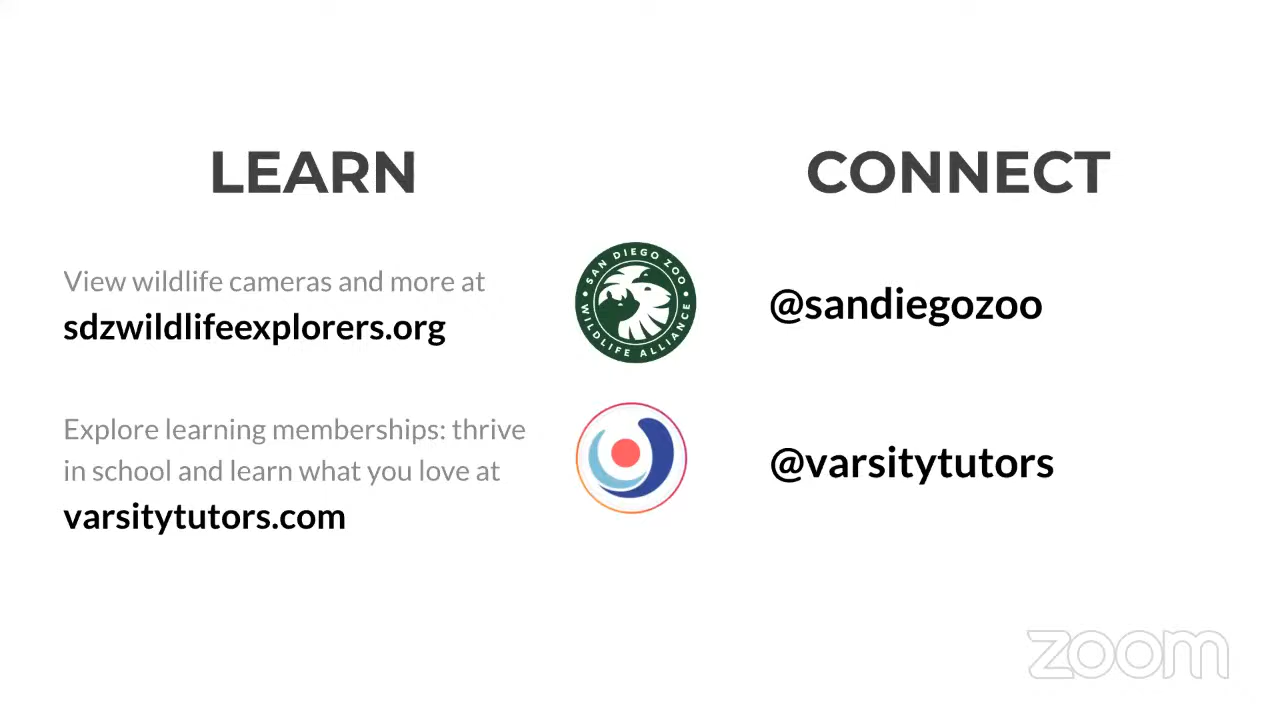 LEARN
CONNECT
View wildlife cameras and more at
sdzwildlifeexplorers.org
SAN DIEGO ZOO
WILDLIFE ALLIANCE
@sandiegozoo
Explore learning memberships: thrive
in school and learn what you love at
varsitytutors.com
@varsitytutors
zoom